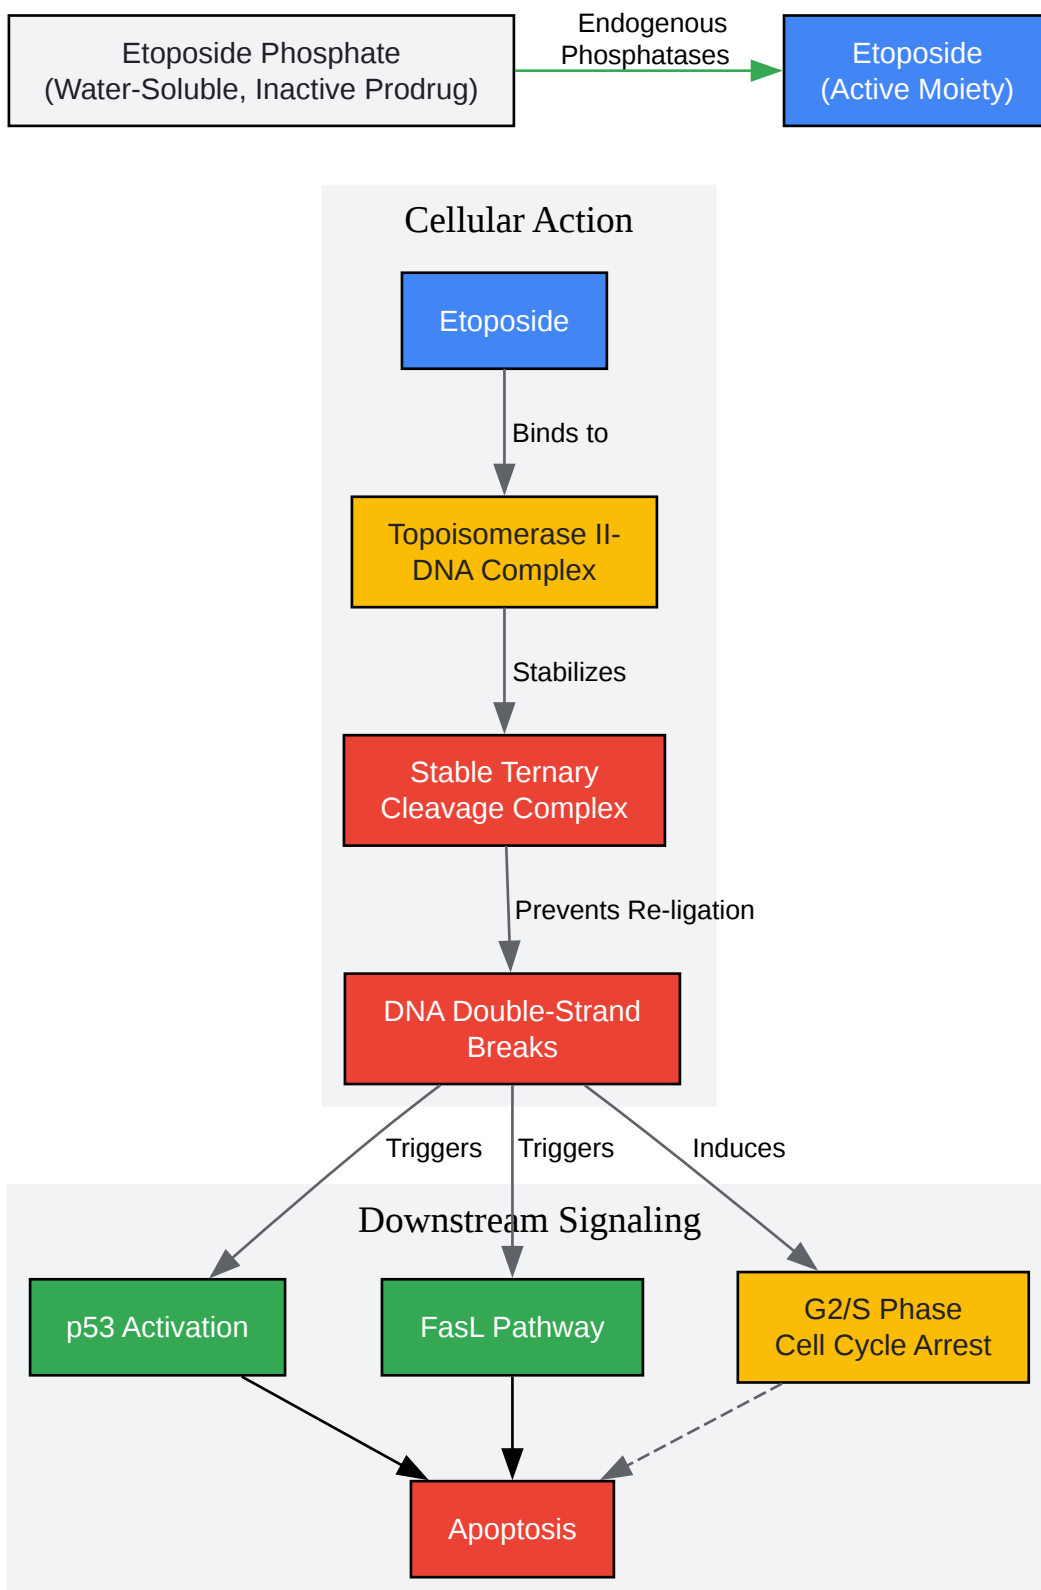 Etoposide Phosphate
(Water-Soluble, Inactive Prodrug)
Endogenous
Phosphatases
Etoposide
(Active Moiety)
Cellular Action
Etoposide
Binds to
Topoisomerase II-
DNA Complex
Stabilizes
Stable Ternary
Cleavage Complex
Prevents Re-ligation
DNA Double-Strand
Breaks
Triggers
Triggers
Induces
Downstream Signaling
p53 Activation
FasL Pathway
G2/S Phase
Cell Cycle Arrest
Apoptosis